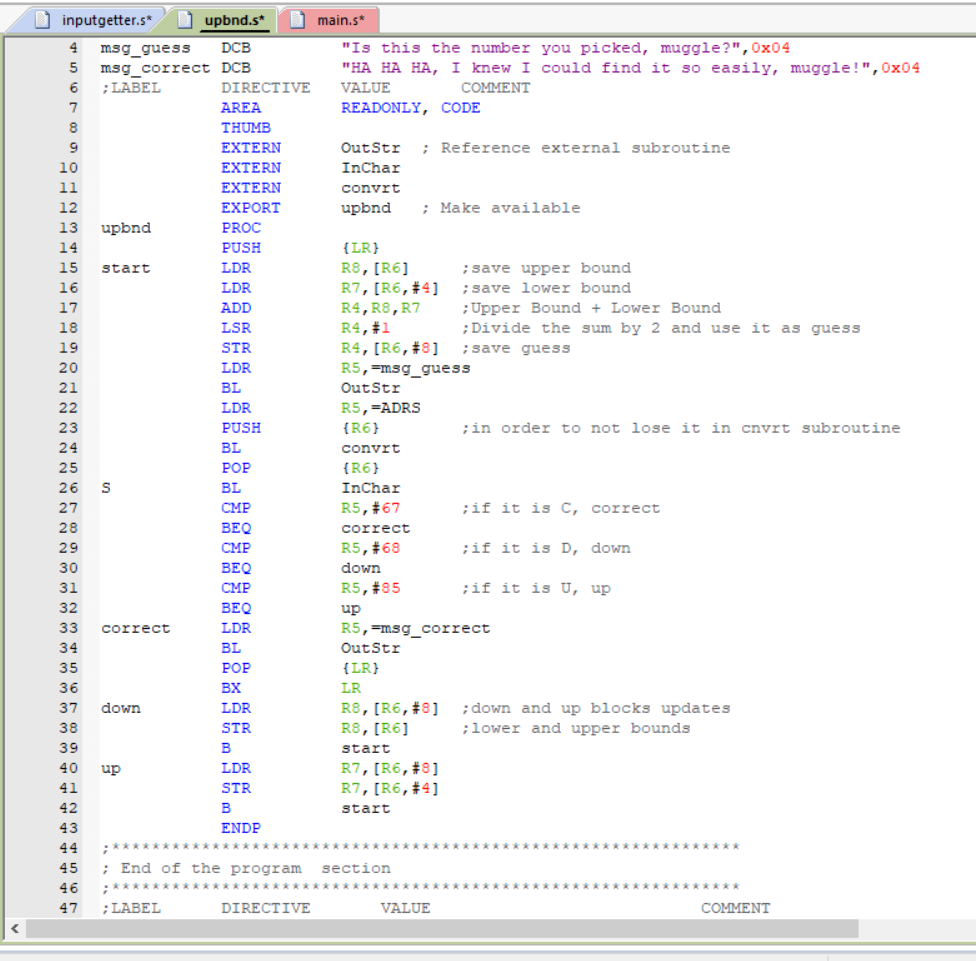 inputgetter.s* upbnd.s* main.s*
4 msg_guess DCB "Is this the number you picked, muggle?",0x04
5 msg_correct DCB "HA HA HA, I knew I could find it so easily, muggle!",0x04
6 ;LABEL DIRECTIVE VALUE COMMENT
7 AREA READONLY, CODE
8 THUMB
9 EXTERN OutStr ; Reference external subroutine
10 EXTERN InChar
11 EXTERN convrt
12 EXPORT upbnd ; Make available
13 upbnd PROC
14 PUSH {LR}
15 start LDR R8,[R6] ;save upper bound
16 LDR R7,[R6,#4] ;save lower bound
17 ADD R4,R8,R7 ;Upper Bound + Lower Bound
18 LSR R4,#1 ;Divide the sum by 2 and use it as guess
19 STR R4,[R6,#8] ;save guess
20 LDR R5,=msg_guess
21 BL OutStr
22 LDR R5,=ADRS
23 PUSH {R6} ;in order to not lose it in cnvrt subroutine
24 BL convrt
25 POP {R6}
26 S BL InChar
27 CMP R5,#67 ;if it is C, correct
28 BEQ correct
29 CMP R5,#68 ;if it is D, down
30 BEQ down
31 CMP R5,#85 ;if it is U, up
32 BEQ up
33 correct LDR R5,=msg_correct
34 BL OutStr
35 POP {LR}
36 BX LR
37 down LDR R8,[R6,#8] ;down and up blocks updates
38 STR R8,[R6] ;lower and upper bounds
39 B start
40 up LDR R7,[R6,#8]
41 STR R7,[R6,#4]
42 B start
43 ENDP
44 ;***************************************************************
45 ; End of the program section
46 ;***************************************************************
47 ;LABEL DIRECTIVE VALUE COMMENT